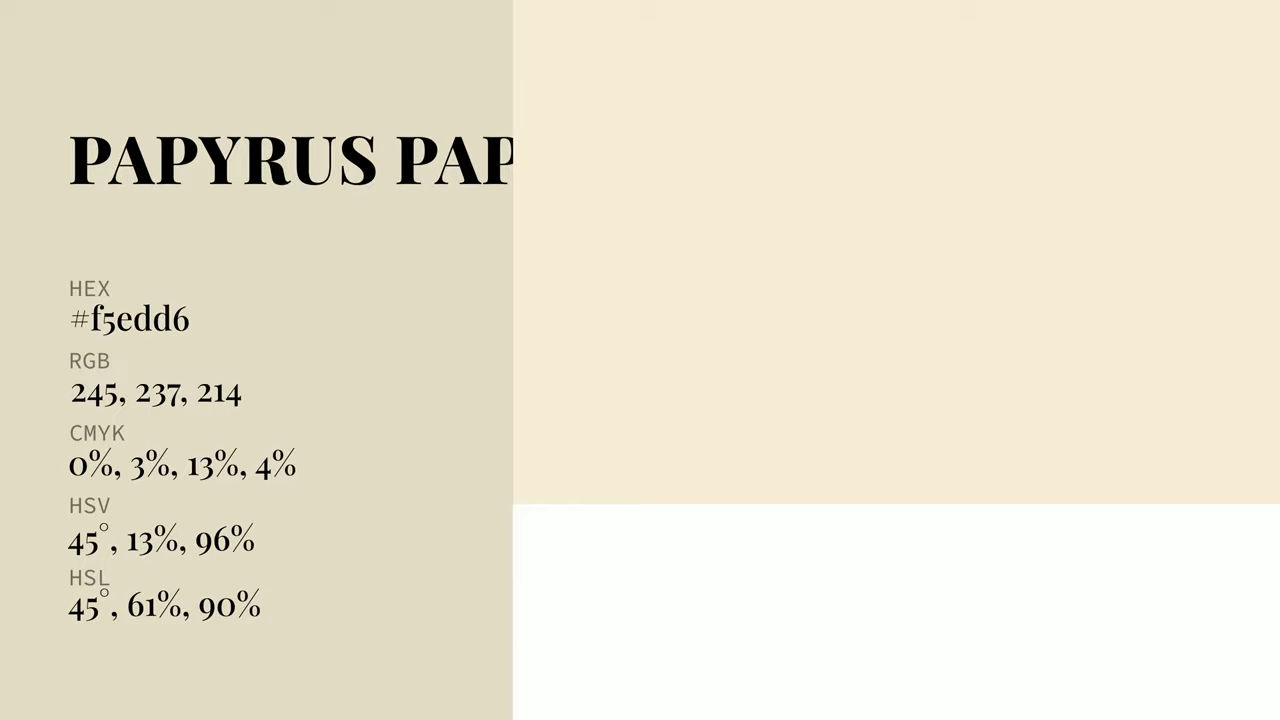 PAPYRUS PAP
HEX
#f5edd6
RGB
245, 237, 214
CMYK
0%, 3%, 13%, 4%
HSV
45°, 13%, 96%
HSL
45°, 61%, 90%